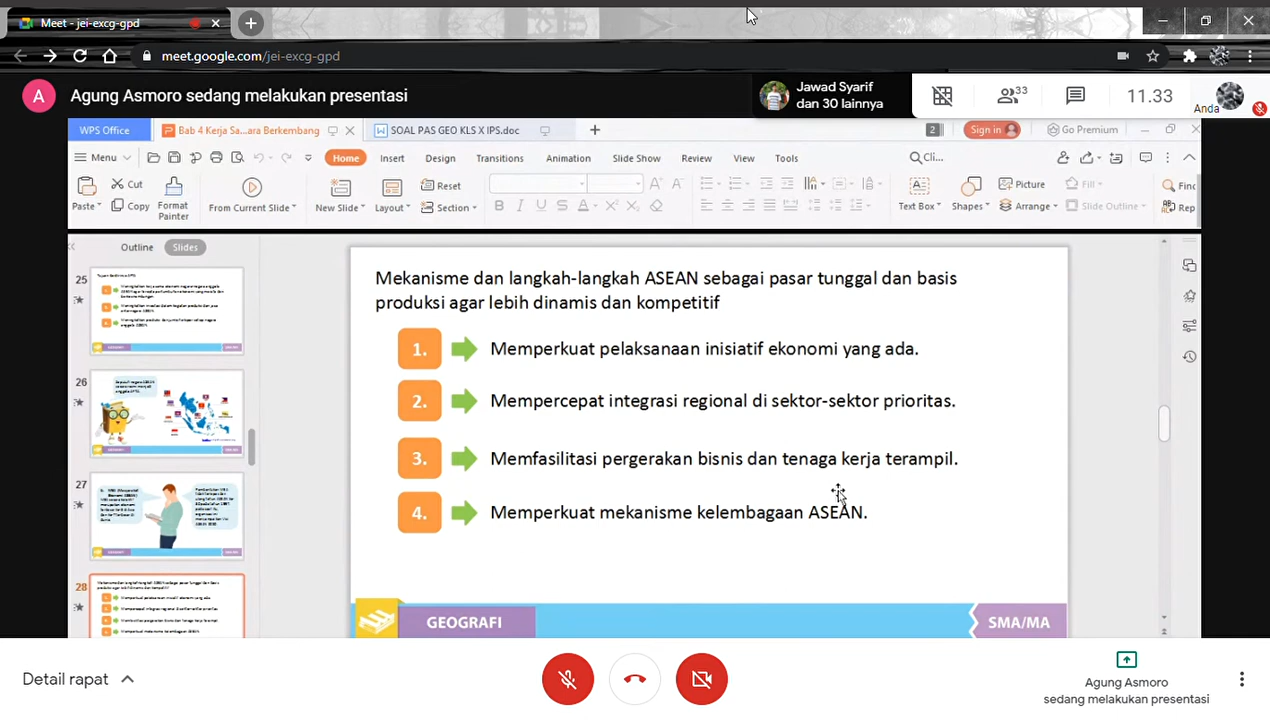 Meet - jei-excg-gpd
meet.google.com/jei-excg-gpd
A
Agung Asmoro sedang melakukan presentasi
Jawad Syarif
dan 30 lainnya
33
11.33
Anda
WPS Office
Bab 4 Kerja Sa...ara Berkembang
SOAL PAS GEO KLS X IPS.doc
2
Sign in
Go Premium
Menu
Home
Insert
Design
Transitions
Animation
Slide Show
Review
View
Tools
Cli...
Paste
Cut
Copy
Format
Painter
From Current Slide
New Slide
Layout
Reset
Section
B I U S A X² X₂
Text Box
Shapes
Picture
Arrange
Fill
Slide Outline
Find
Rep
Outline
Slides
25
26
27
28
Mekanisme dan langkah-langkah ASEAN sebagai pasar tunggal dan basis
produksi agar lebih dinamis dan kompetitif
1. Memperkuat pelaksanaan inisiatif ekonomi yang ada.
2. Mempercepat integrasi regional di sektor-sektor prioritas.
3. Memfasilitasi pergerakan bisnis dan tenaga kerja terampil.
4. Memperkuat mekanisme kelembagaan ASEAN.
GEOGRAFI
SMA/MA
Detail rapat
Agung Asmoro
sedang melakukan presentasi